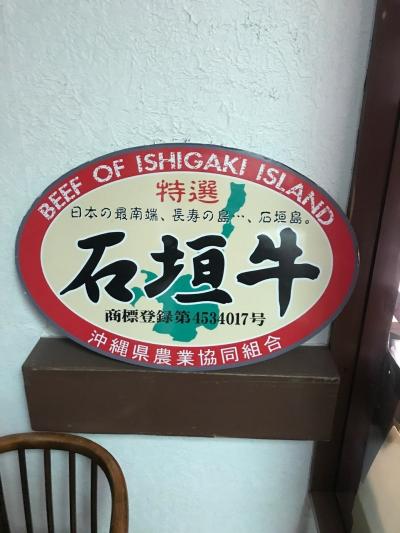 BEEF OF ISHIGAKI ISLAND
特選
日本の最南端、長寿の島…、石垣島。
石垣牛
商標登録第4534017号
沖縄県農業協同組合